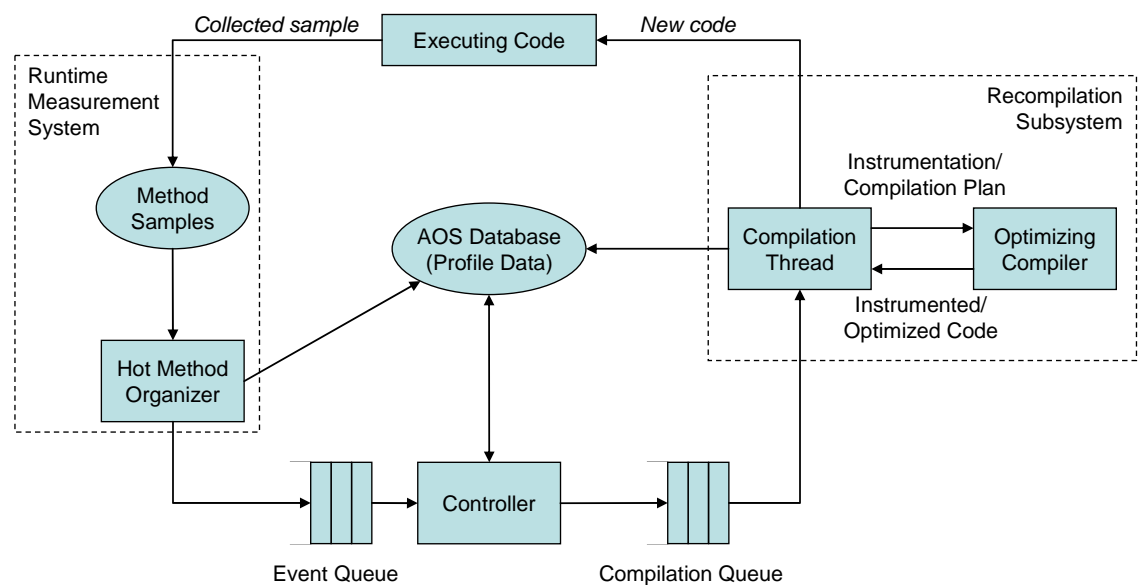 Collected sample
Executing Code
New code
Runtime
Measurement
System
Recompilation
Subsystem
Method
Samples
Instrumentation/
Compilation Plan
AOS Database
(Profile Data)
Compilation
Thread
Optimizing
Compiler
Instrumented/
Optimized Code
Hot Method
Organizer
Controller
Event Queue
Compilation Queue